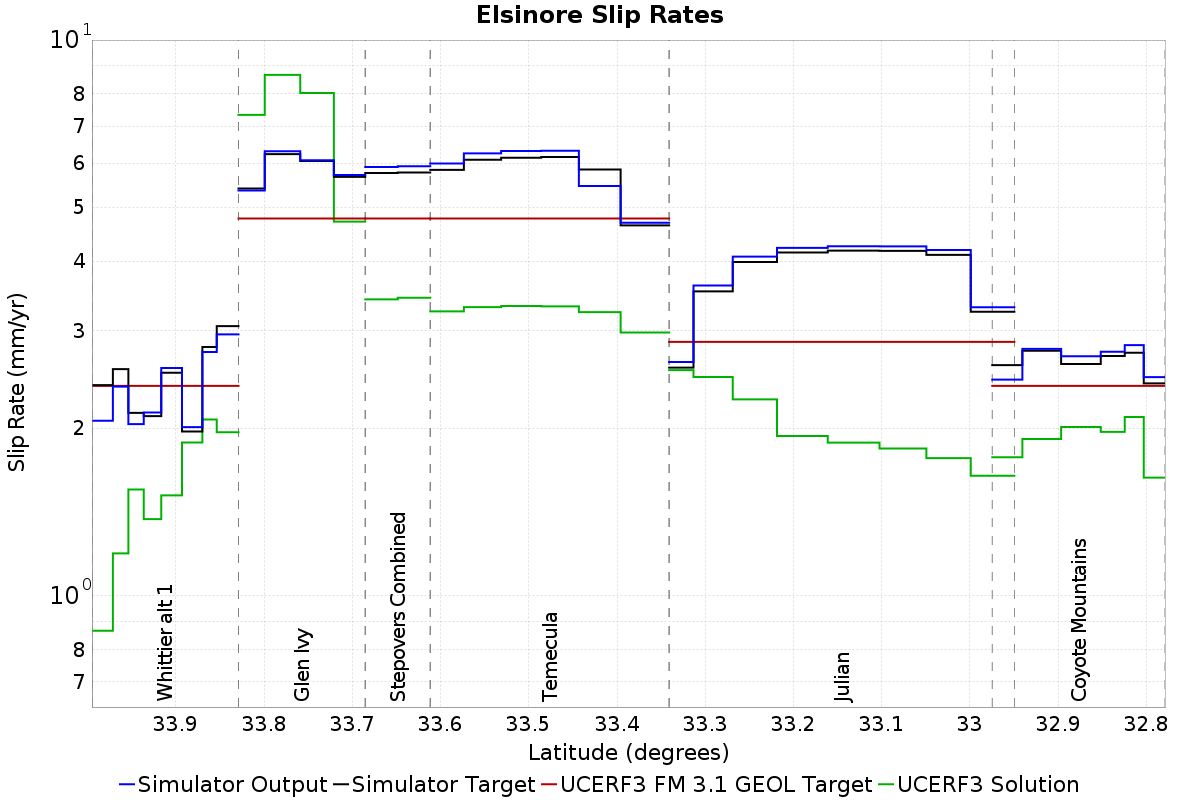 Elsinore Slip Rates
Slip Rate (mm/yr)
10^1
8
7
6
5
4
3
2
10^0
8
7
Whittier alt 1
Glen Ivy
Stepovers Combined
Temecula
Julian
Coyote Mountains
33.9 33.8 33.7 33.6 33.5 33.4 33.3 33.2 33.1 33 32.9 32.8
Latitude (degrees)
Simulator Output Simulator Target UCERF3 FM 3.1 GEOL Target UCERF3 Solution